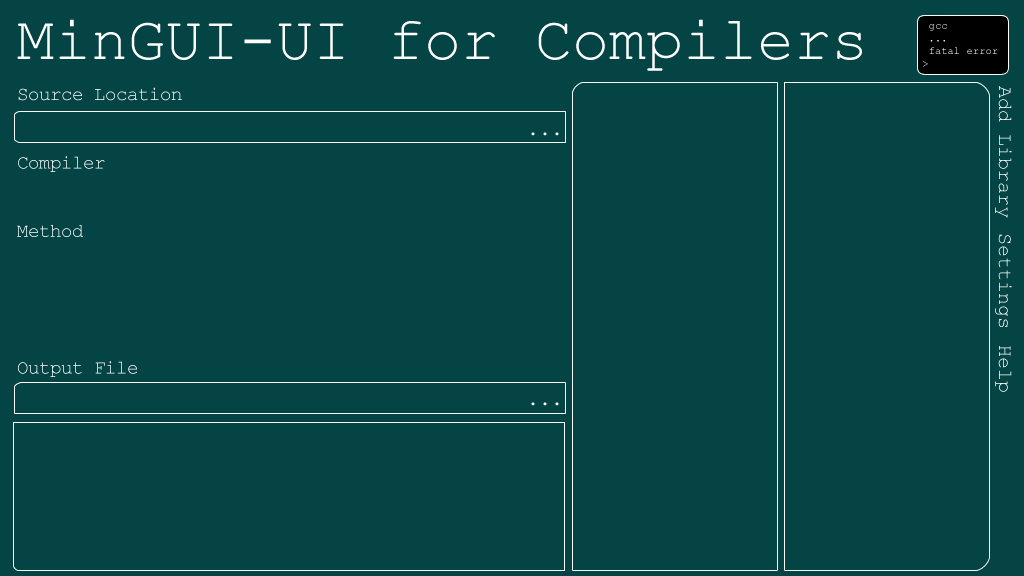 MinGUI-UI for Compilers
gcc
...
fatal error
>
Source Location
...
Compiler
Method
Output File
...
Add Library
Settings
Help